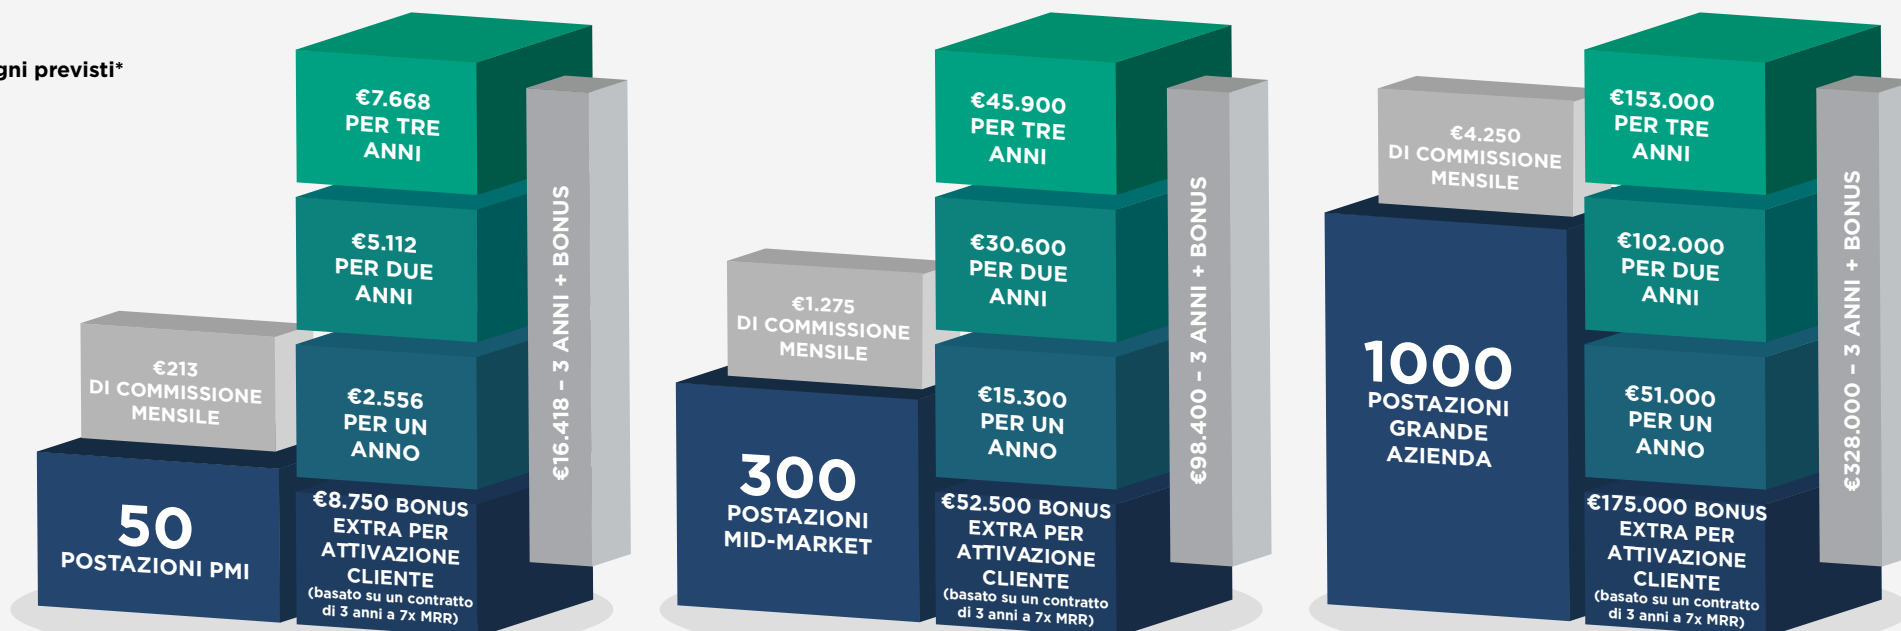 gni previsti*
€7.668
PER TRE
ANNI
€5.112
PER DUE
ANNI
€213
DI COMMISSIONE
MENSILE
€2.556
PER UN
ANNO
50
POSTAZIONI PMI
€8.750 BONUS
EXTRA PER
ATTIVAZIONE
CLIENTE
(basato su un contratto
di 3 anni a 7x MRR)
€16.418 – 3 ANNI + BONUS
€45.900
PER TRE
ANNI
€30.600
PER DUE
ANNI
€1.275
DI COMMISSIONE
MENSILE
€15.300
PER UN
ANNO
300
POSTAZIONI
MID-MARKET
€52.500 BONUS
EXTRA PER
ATTIVAZIONE
CLIENTE
(basato su un contratto
di 3 anni a 7x MRR)
€98.400 – 3 ANNI + BONUS
€153.000
PER TRE
ANNI
€4.250
DI COMMISSIONE
MENSILE
€102.000
PER DUE
ANNI
1000
POSTAZIONI
GRANDE
AZIENDA
€51.000
PER UN
ANNO
€175.000 BONUS
EXTRA PER
ATTIVAZIONE
CLIENTE
(basato su un contratto
di 3 anni a 7x MRR)
€328.000 – 3 ANNI + BONUS